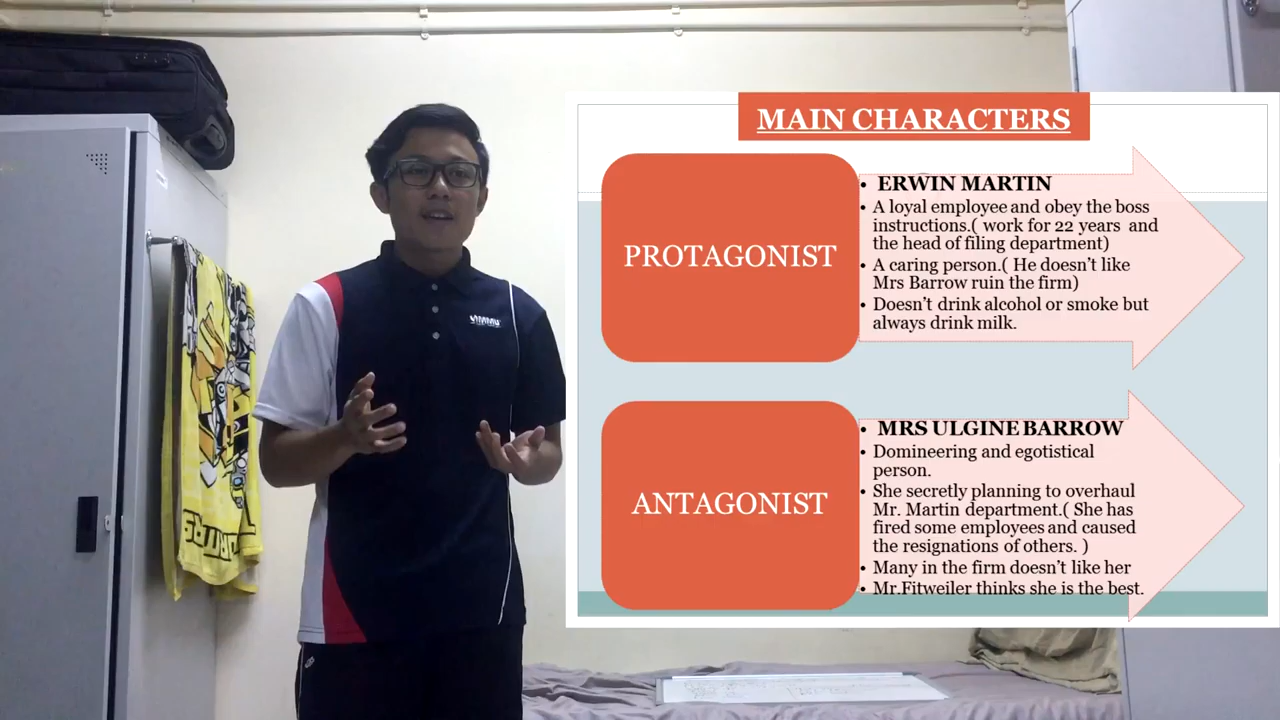 MAIN CHARACTERS
PROTAGONIST
• ERWIN MARTIN
• A loyal employee and obey the boss
instructions.( work for 22 years and
the head of filing department)
• A caring person.( He doesn't like
Mrs Barrow ruin the firm)
• Doesn't drink alcohol or smoke but
always drink milk.
ANTAGONIST
• MRS ULGINE BARROW
• Domineering and egotistical
person.
• She secretly planning to overhaul
Mr. Martin department.( She has
fired some employees and caused
the resignations of others. )
• Many in the firm doesn't like her
• Mr.Fitweiler thinks she is the best.